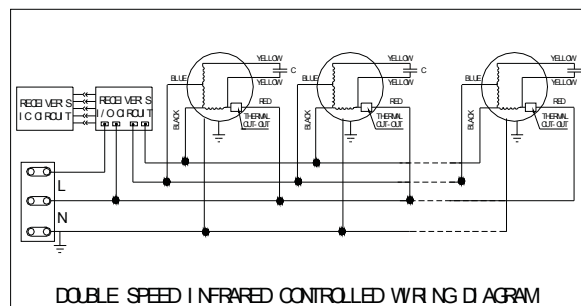 YELLOW
YELLOW
C
BLUE
RED
BLACK
THERMAL
CUT-OUT
YELLOW
YELLOW
C
BLUE
RED
BLACK
THERMAL
CUT-OUT
YELLOW
YELLOW
C
BLUE
RED
BLACK
THERMAL
CUT-OUT
RECEIVER'S
IC CIRCUIT
RECEIVER'S
I/O CIRCUIT
L
N
DOUBLE SPEED INFRARED CONTROLLED WIRING DIAGRAM